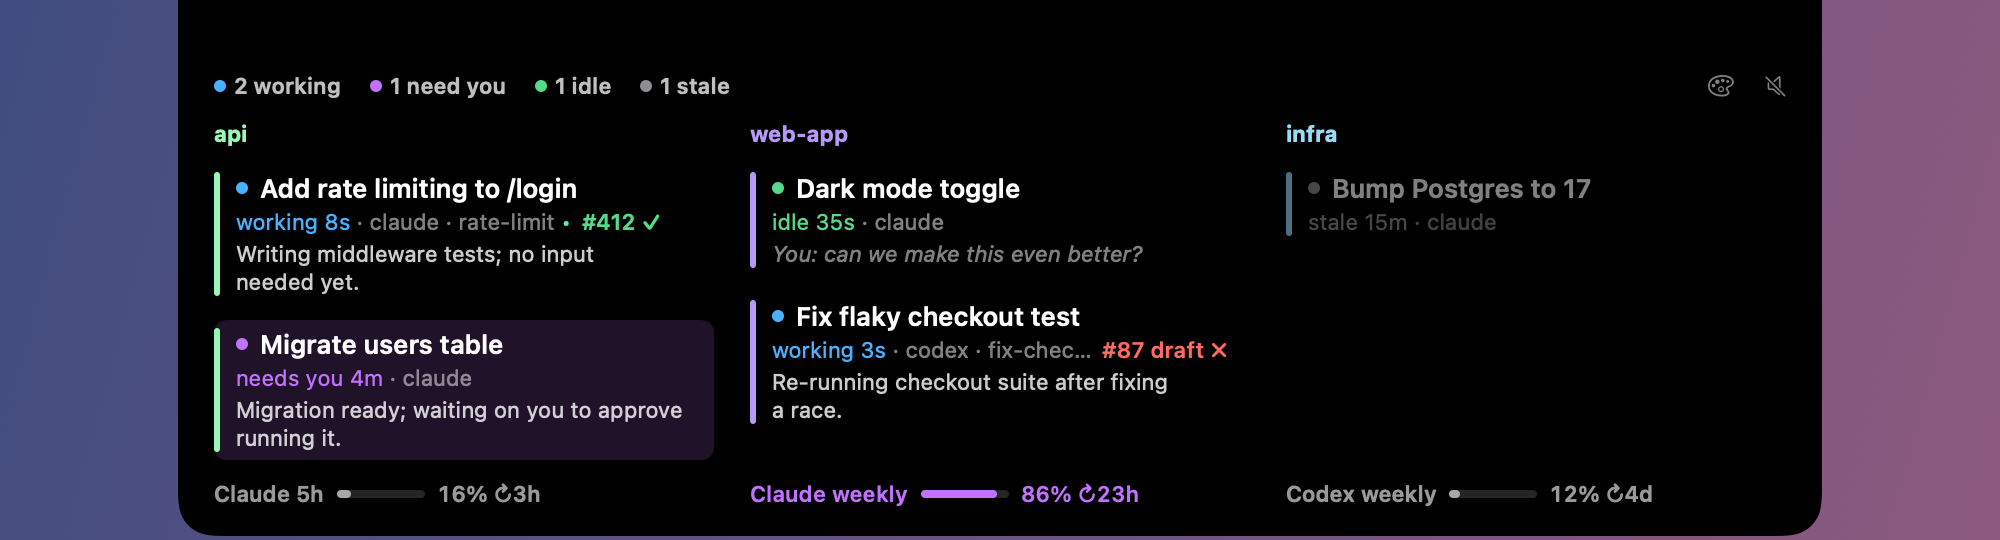 2 working 1 need you 1 idle 1 stale
api
Add rate limiting to /login
working 8s · claude · rate-limit • #412 ✓
Writing middleware tests; no input
needed yet.
Migrate users table
needs you 4m · claude
Migration ready; waiting on you to approve
running it.
web-app
Dark mode toggle
idle 35s · claude
You: can we make this even better?
Fix flaky checkout test
working 3s · codex · fix-chec... #87 draft ✕
Re-running checkout suite after fixing
a race.
infra
Bump Postgres to 17
stale 15m · claude
Claude 5h 16% ↻3h
Claude weekly 86% ↻23h
Codex weekly 12% ↻4d